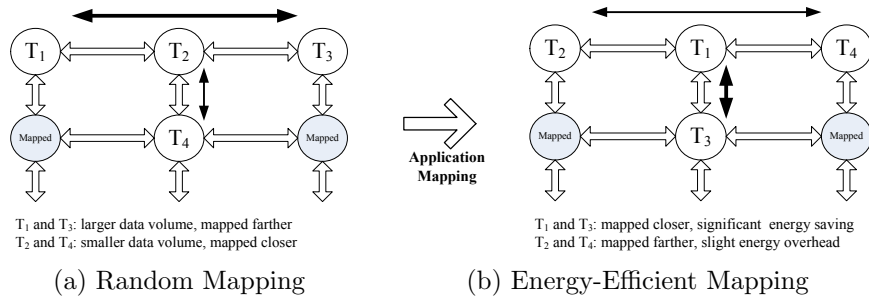 T1 T2 T3
Mapped T4 Mapped
T1 and T3: larger data volume, mapped farther
T2 and T4: smaller data volume, mapped closer
(a) Random Mapping
Application
Mapping
T2 T1 T4
Mapped T3 Mapped
T1 and T3: mapped closer, significant energy saving
T2 and T4: mapped farther, slight energy overhead
(b) Energy-Efficient Mapping